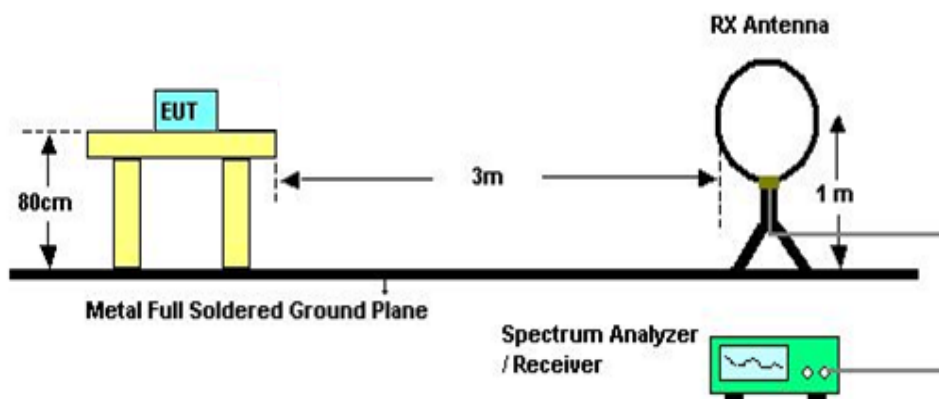 RX Antenna
EUT
80cm
3m
1 m
Metal Full Soldered Ground Plane
Spectrum Analyzer
/ Receiver